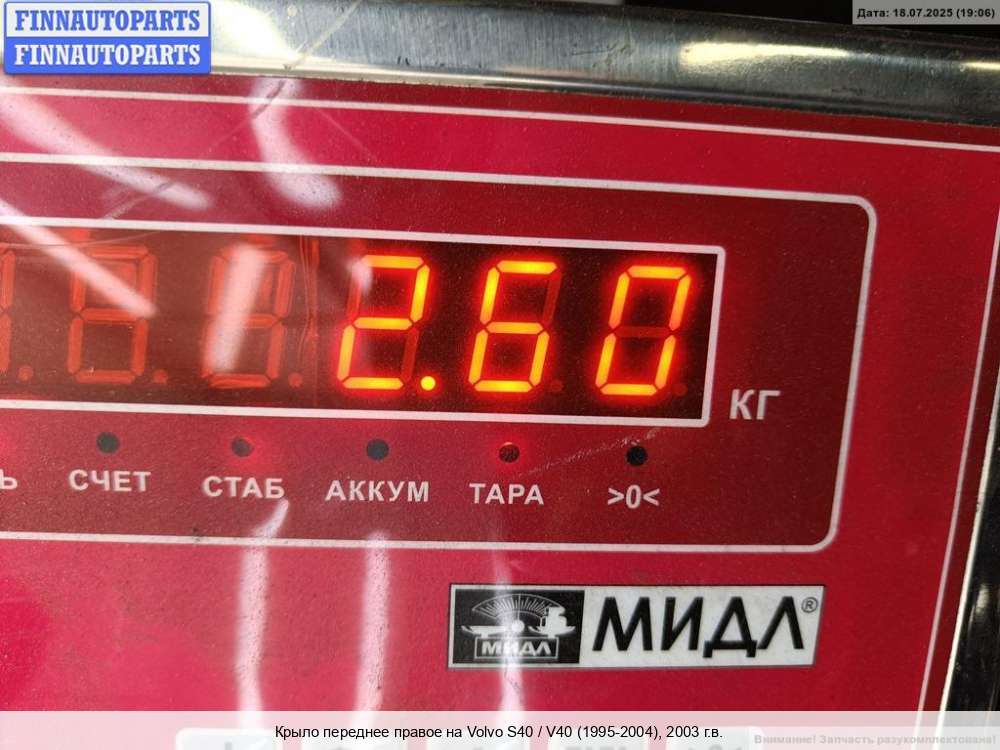 FINNAUTOPARTS
FINNAUTOPARTS
Дата: 18.07.2025 (19:06)
2.60
КГ
Ь СЧЕТ СТАБ АККУМ ТАРА >0<
МИДЛ
МИДЛ®
Крыло переднее правое на Volvo S40 / V40 (1995-2004), 2003 г.в.
Внимание! Запчасть разукомплектована!